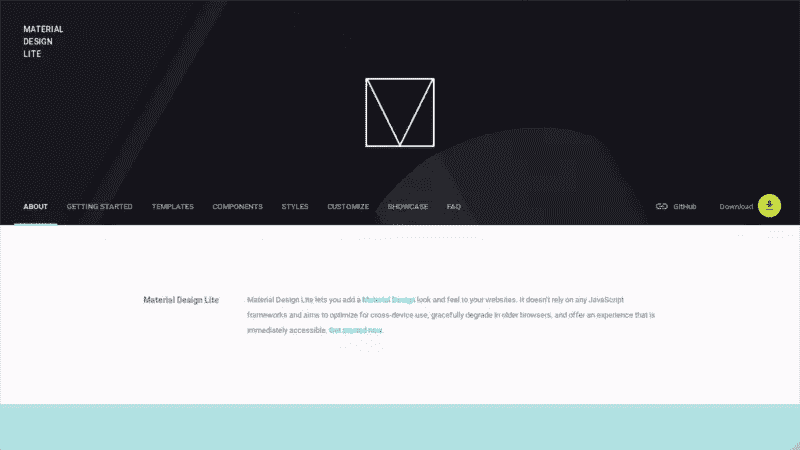 MATERIAL
DESIGN
LITE
ABOUT GETTING STARTED TEMPLATES COMPONENTS STYLES CUSTOMIZE SHOWCASE FAQ GitHub Download
Material Design Lite
Material Design Lite lets you add a Material Design look and feel to your websites. It doesn't rely on any JavaScript
frameworks and aims to optimize for cross-device use, gracefully degrade in older browsers, and offer an experience that is
immediately accessible. Get started now.